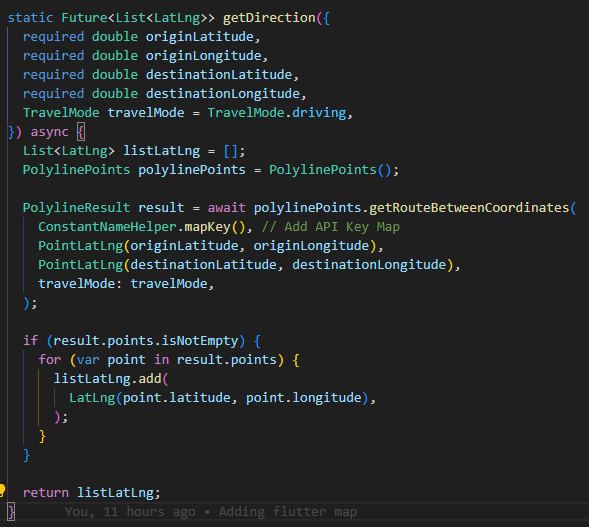 static Future<List<LatLng>> getDirection({
  required double originLatitude,
  required double originLongitude,
  required double destinationLatitude,
  required double destinationLongitude,
  TravelMode travelMode = TravelMode.driving,
}) async {
  List<LatLng> listLatLng = [];
  PolylinePoints polylinePoints = PolylinePoints();

  PolylineResult result = await polylinePoints.getRouteBetweenCoordinates(
    ConstantNameHelper.mapKey(), // Add API Key Map
    PointLatLng(originLatitude, originLongitude),
    PointLatLng(destinationLatitude, destinationLongitude),
    travelMode: travelMode,
  );

  if (result.points.isNotEmpty) {
    for (var point in result.points) {
      listLatLng.add(
        LatLng(point.latitude, point.longitude),
      );
    }
  }

  return listLatLng;
}      You, 11 hours ago • Adding flutter map